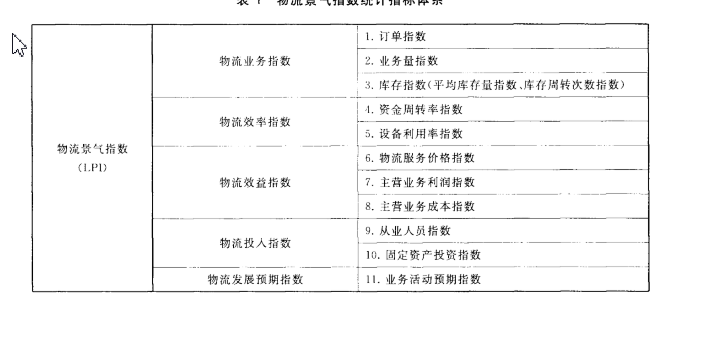 表 7 物流景气指数统计指标体系
物流景气指数
(LPI)
物流业务指数
1. 订单指数
2. 业务量指数
3. 库存指数(平均库存量指数、库存周转次数指数)
物流效率指数
4. 资金周转率指数
5. 设备利用率指数
物流效益指数
6. 物流服务价格指数
7. 主营业务利润指数
8. 主营业务成本指数
物流投入指数
9. 从业人员指数
10. 固定资产投资指数
物流发展预期指数
11. 业务活动预期指数